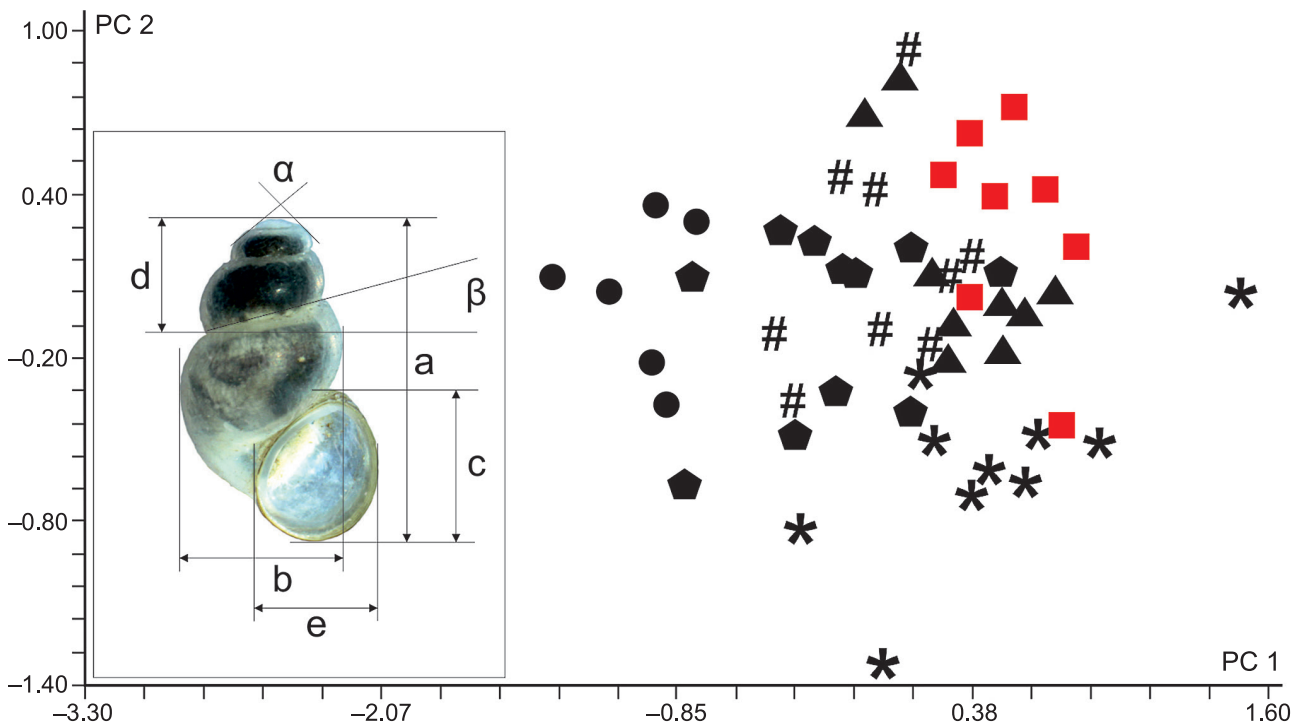 1.00
PC 2
0.40
–0.20
–0.80
–1.40
α
d
β
a
c
b
e
PC 1
–3.30
–2.07
–0.85
0.38
1.60